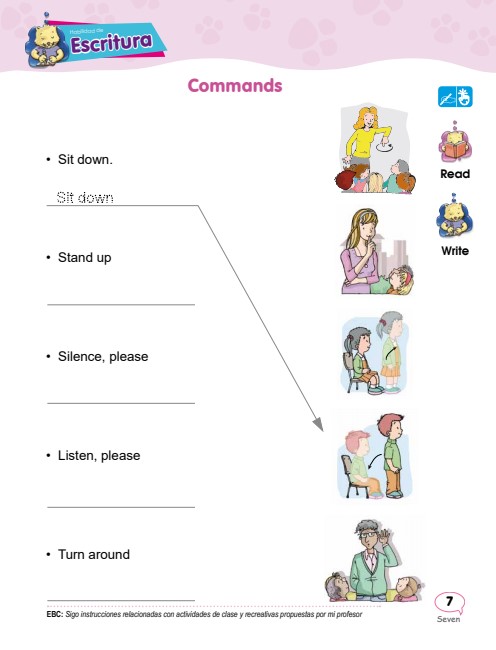 Habilidad de
Escritura
Commands
• Sit down.
Sit down
• Stand up
• Silence, please
• Listen, please
• Turn around
Read
Write
EBC: Sigo instrucciones relacionadas con actividades de clase y recreativas propuestas por mi profesor
7
Seven